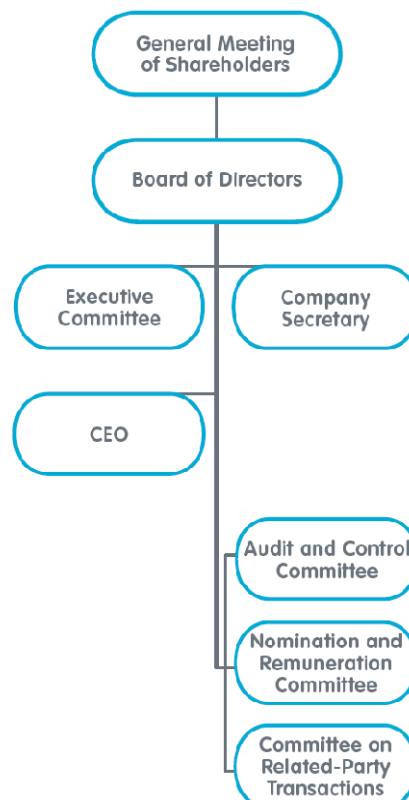 General Meeting
of Shareholders
Board of Directors
Executive
Committee
Company
Secretary
CEO
Audit and Control
Committee
Nomination and
Remuneration
Committee
Committee on
Related-Party
Transactions